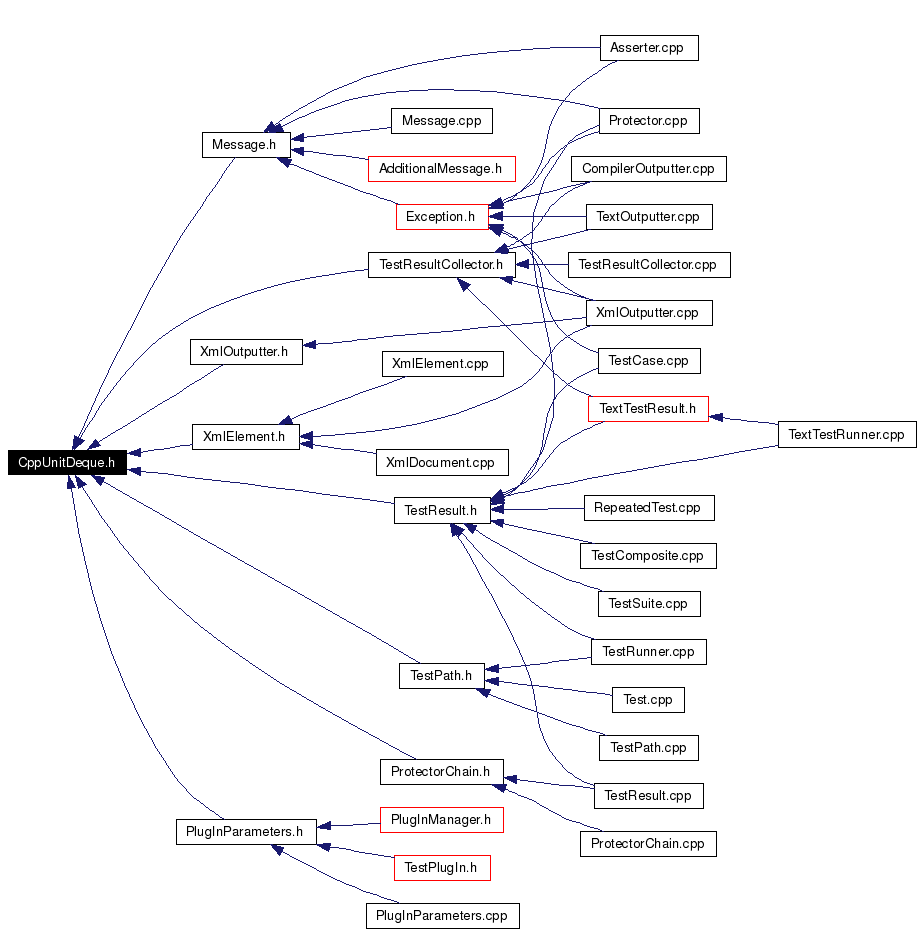 Asserter.cpp
Protector.cpp
Message.cpp
Message.h
AdditionalMessage.h
CompilerOutputter.cpp
Exception.h
TextOutputter.cpp
TestResultCollector.h
TestResultCollector.cpp
XmlOutputter.cpp
XmlOutputter.h
XmlElement.cpp
TestCase.cpp
TextTestResult.h
XmlElement.h
TextTestRunner.cpp
CppUnitDeque.h
XmlDocument.cpp
TestResult.h
RepeatedTest.cpp
TestComposite.cpp
TestSuite.cpp
TestRunner.cpp
TestPath.h
Test.cpp
TestPath.cpp
ProtectorChain.h
TestResult.cpp
PlugInManager.h
PlugInParameters.h
ProtectorChain.cpp
TestPlugIn.h
PlugInParameters.cpp